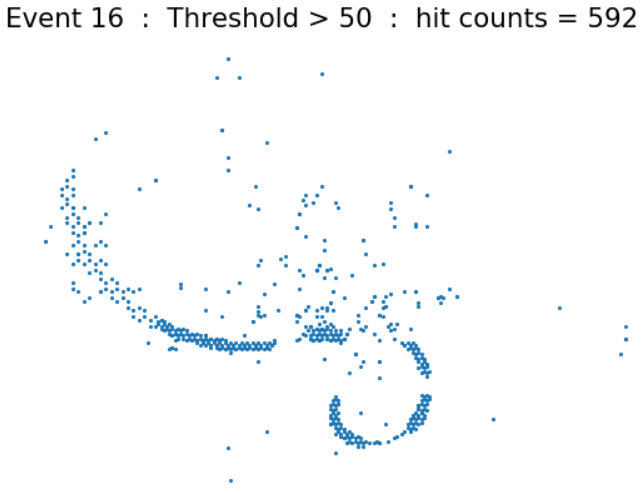 Event 16  :  Threshold > 50  :  hit counts = 592